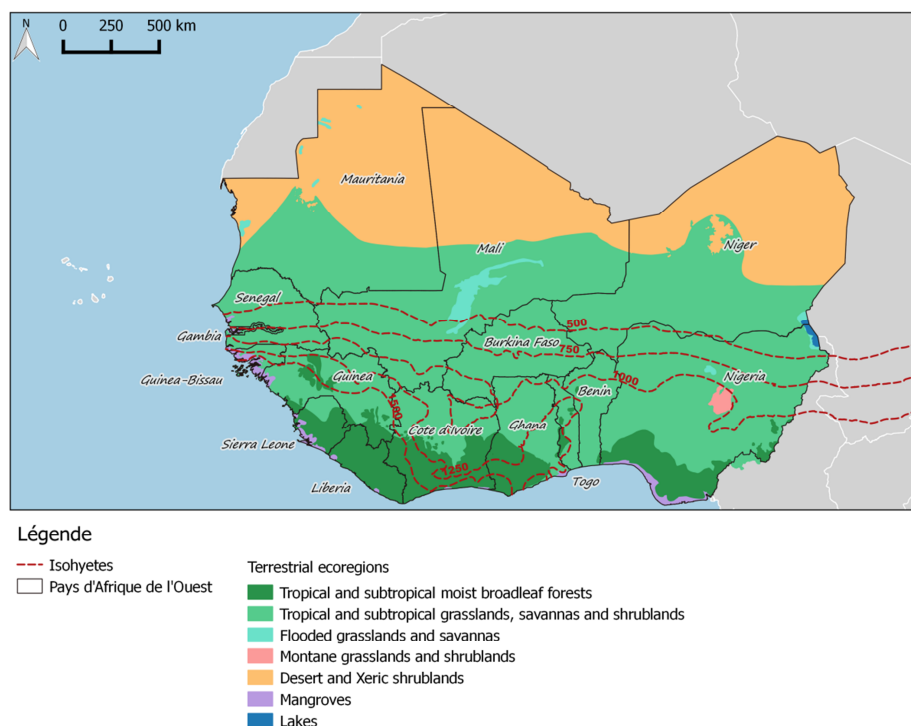 N
0 250 500 km
Mauritania
Mali
Niger
Senegal
500
Gambia
Burkina Faso
750
Guinea-Bissau
Guinea
1000
Nigeria
Benin
1500
Cote d'Ivoire
Ghana
Sierra Leone
1250
Liberia
Togo
Légende
Isohyetes
Pays d'Afrique de l'Ouest
Terrestrial ecoregions
Tropical and subtropical moist broadleaf forests
Tropical and subtropical grasslands, savannas and shrublands
Flooded grasslands and savannas
Montane grasslands and shrublands
Desert and Xeric shrublands
Mangroves
Lakes